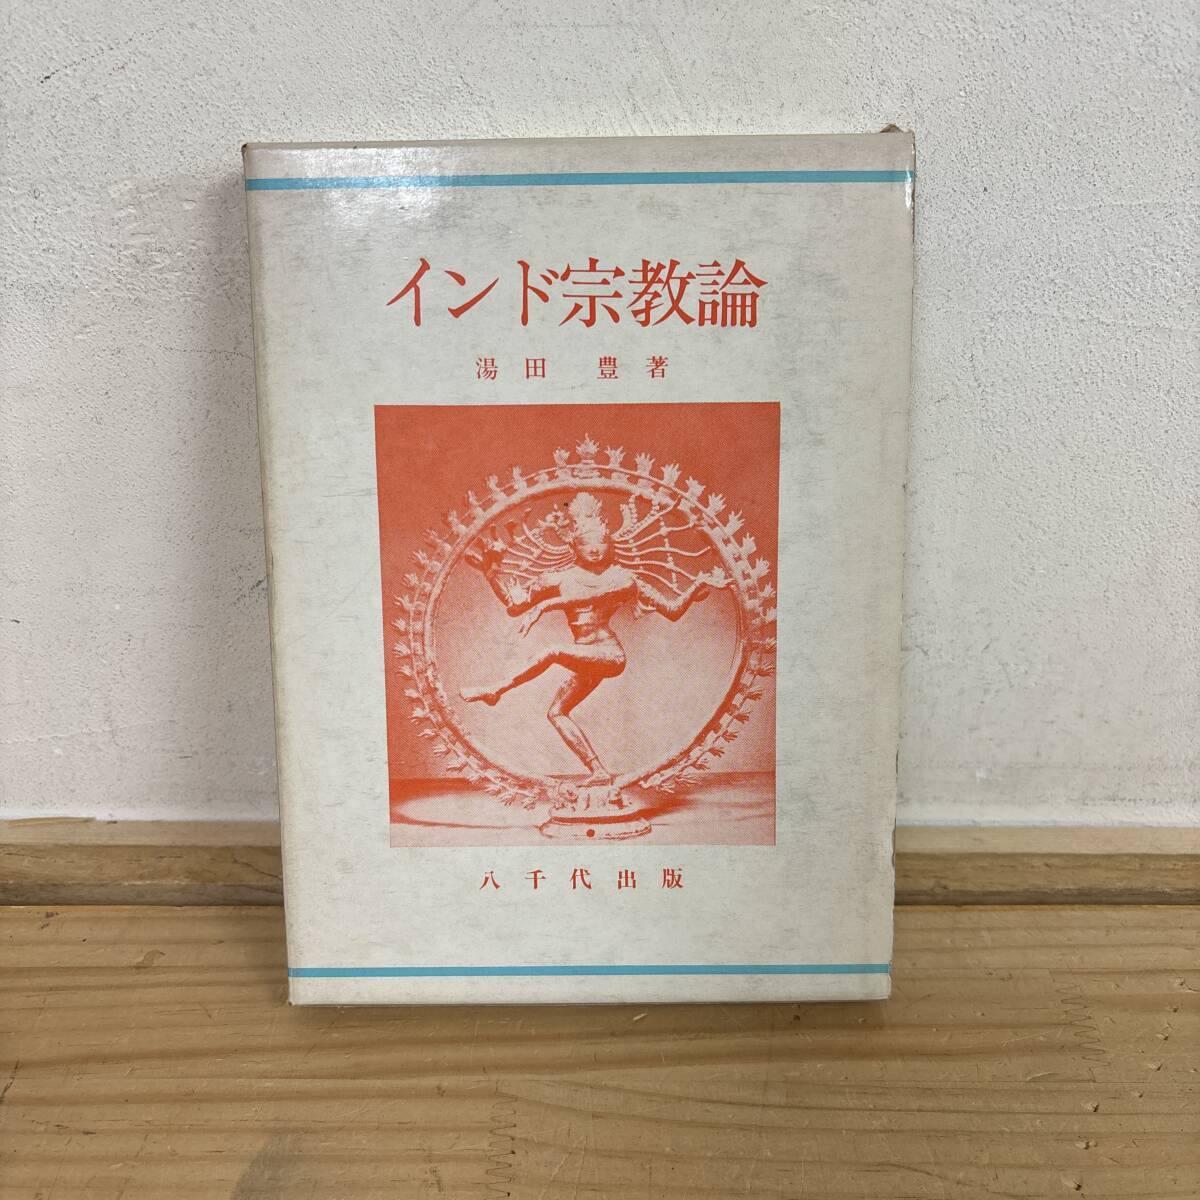 インド宗教論
湯田 豊著
八千代出版